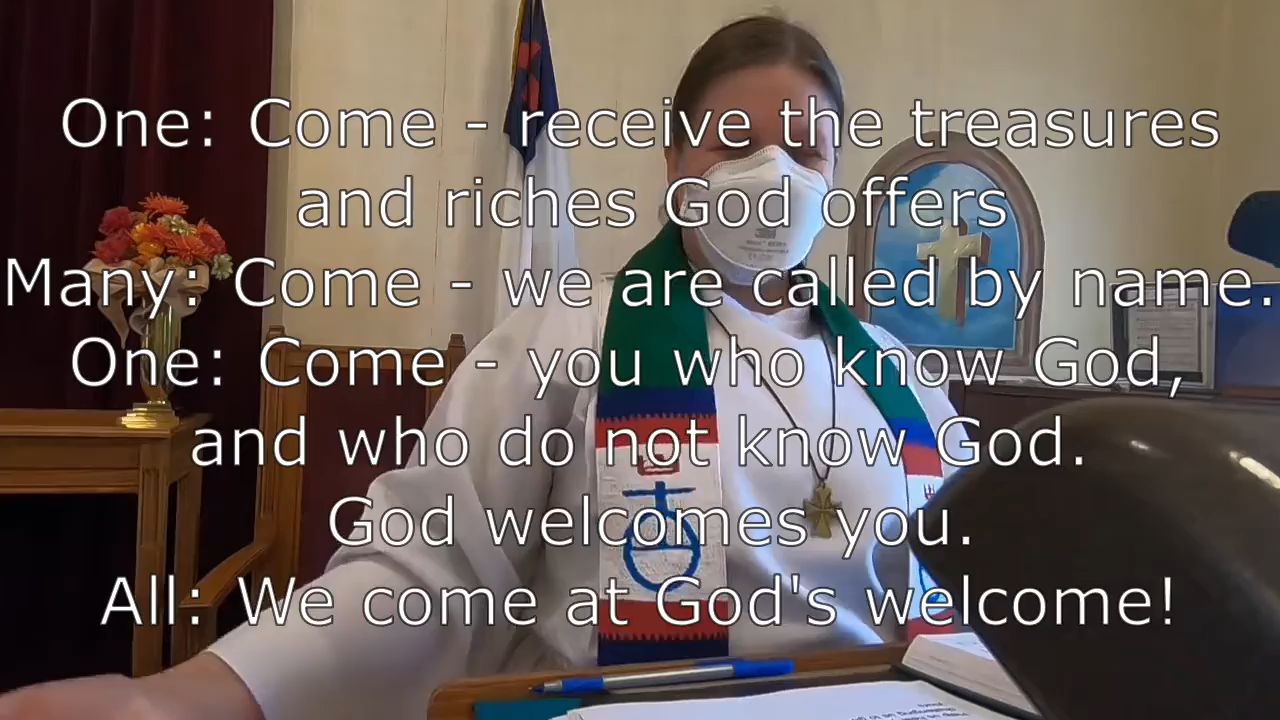 One: Come - receive the treasures
and riches God offers
Many: Come - we are called by name.
One: Come - you who know God,
and who do not know God.
God welcomes you.
All: We come at God's welcome!